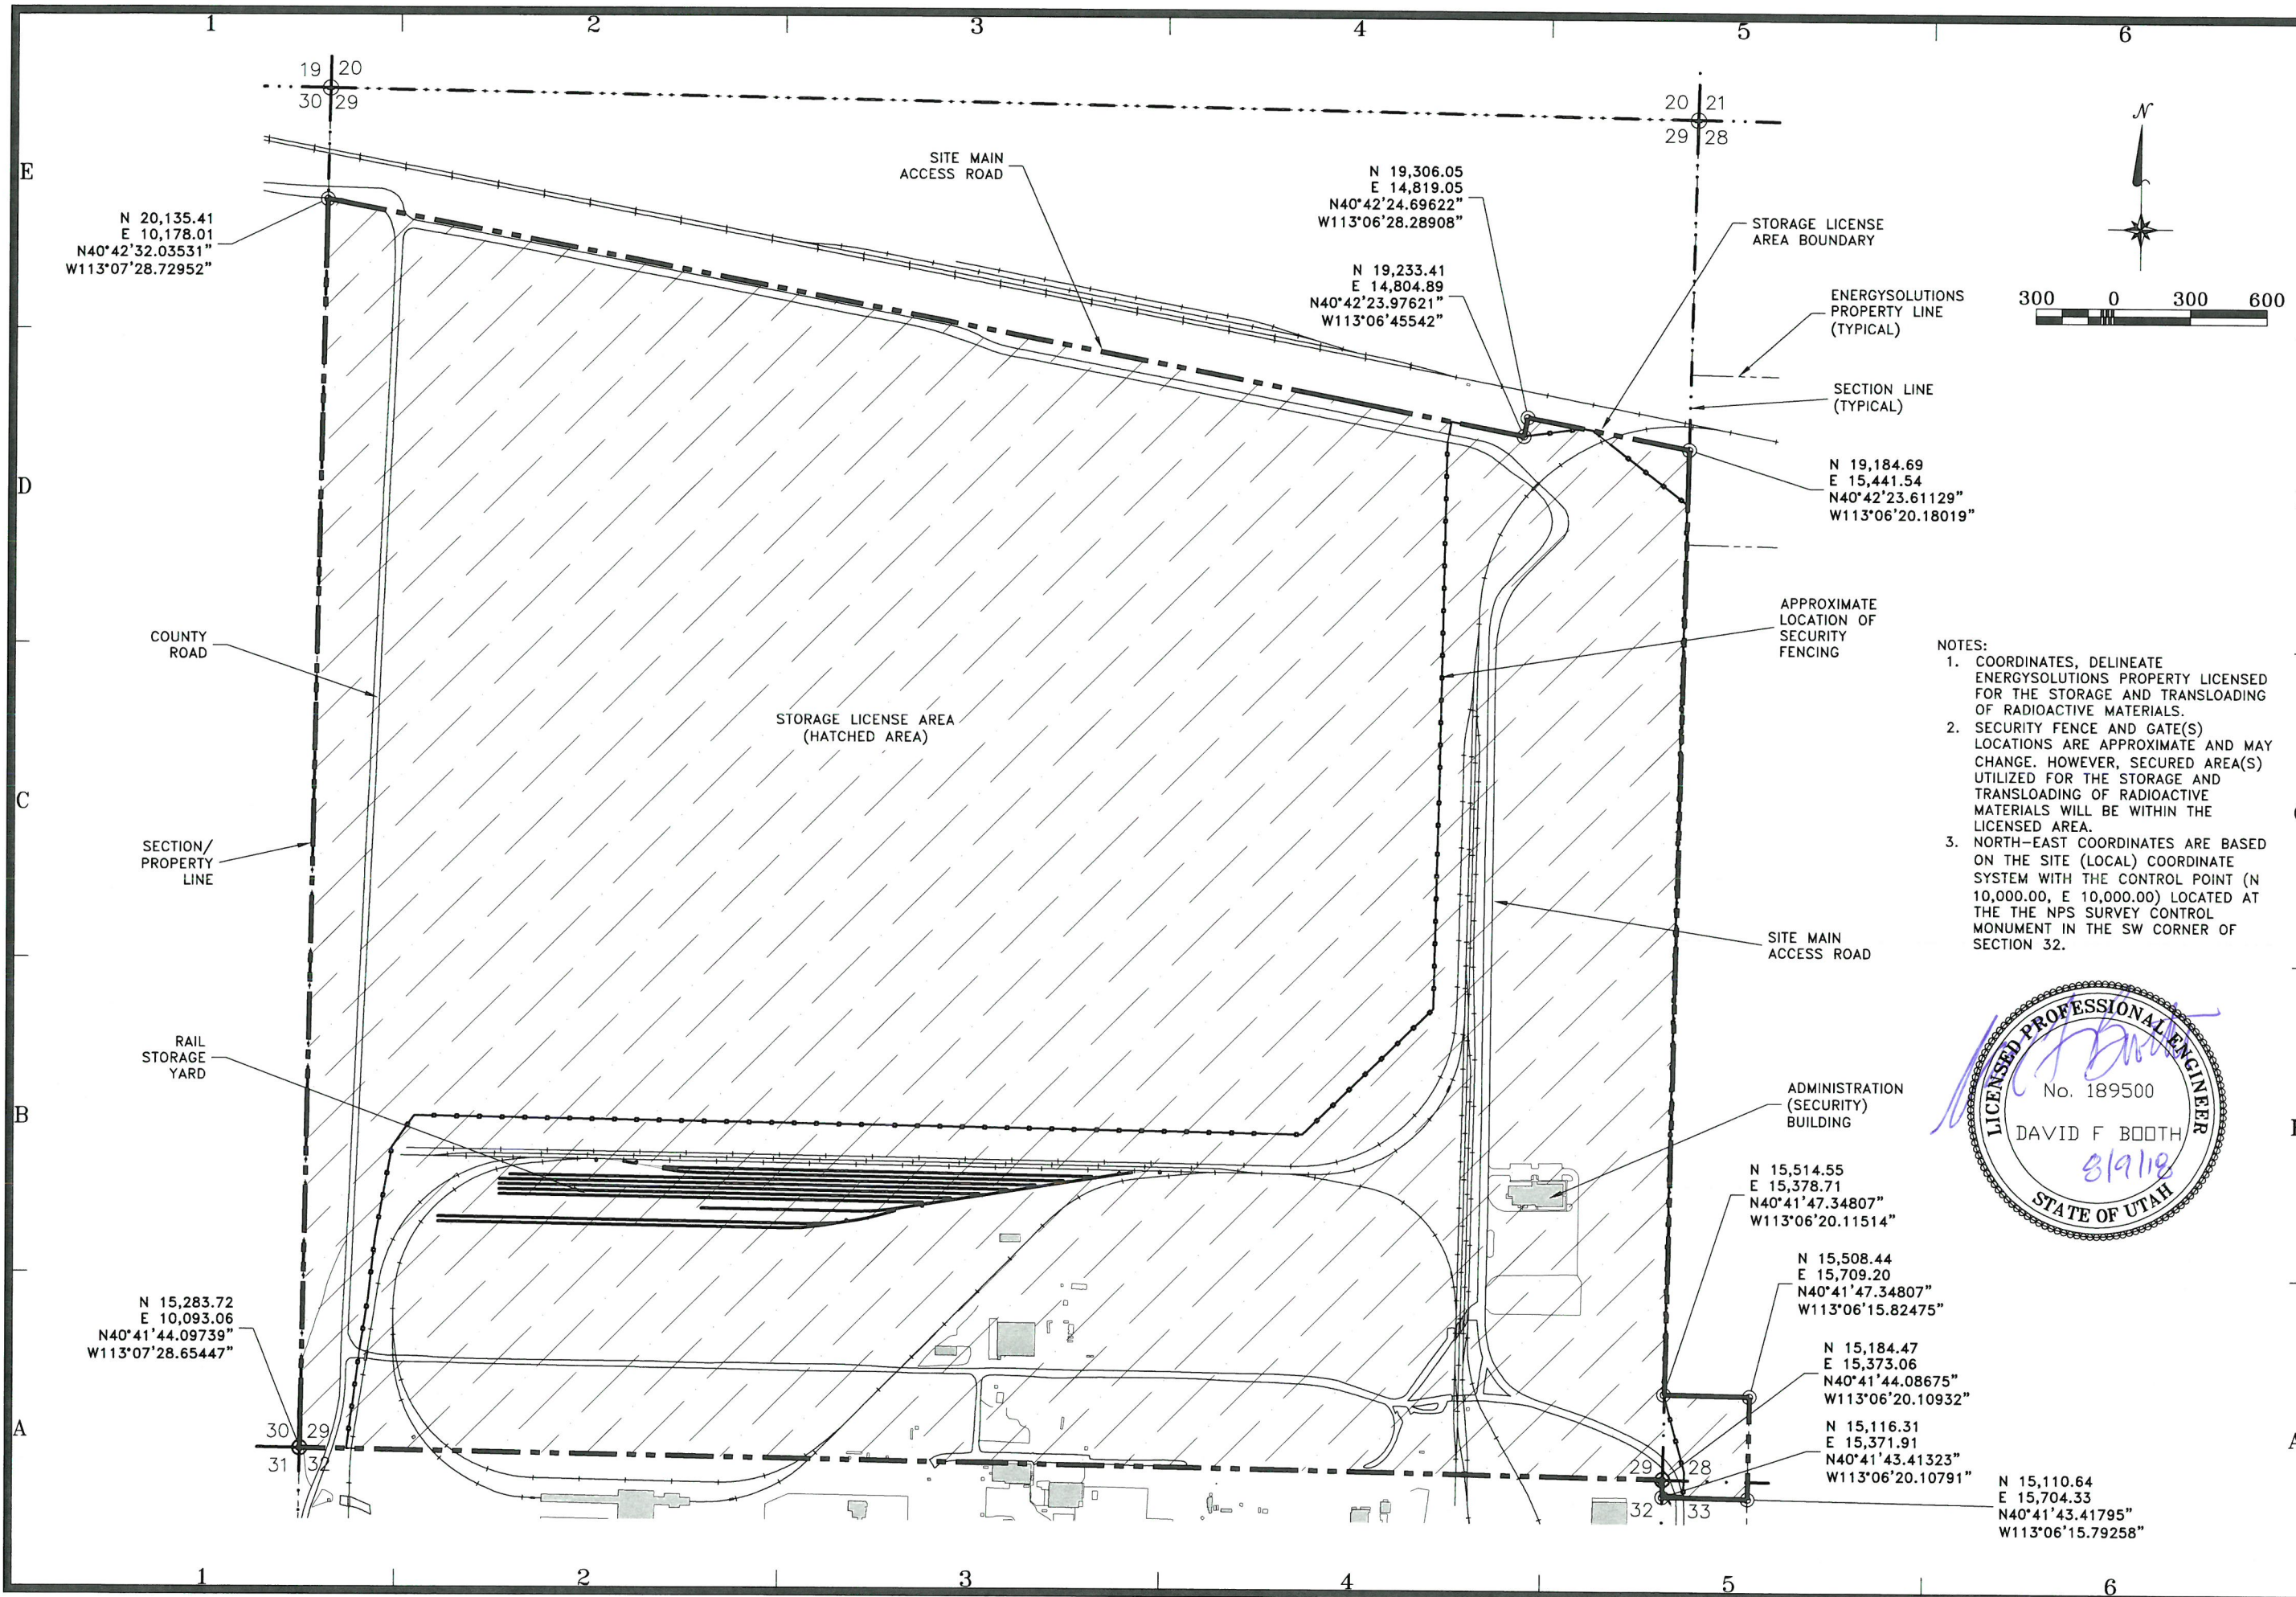 1
2
3
4
5
6
19
20
30
29
20
21
29
28
N
E
SITE MAIN
ACCESS ROAD
N 19,306.05
E 14,819.05
N40°42'24.69622"
W113°06'28.28908"
N 20,135.41
E 10,178.01
N40°42'32.03531"
W113°07'28.72952"
STORAGE LICENSE
AREA BOUNDARY
N 19,233.41
E 14,804.89
N40°42'23.97621"
W113°06'45542"
ENERGYSOLUTIONS
PROPERTY LINE
(TYPICAL)
300 0 300 600
SECTION LINE
(TYPICAL)
D
N 19,184.69
E 15,441.54
N40°42'23.61129"
W113°06'20.18019"
COUNTY
ROAD
APPROXIMATE
LOCATION OF
SECURITY
FENCING
STORAGE LICENSE AREA
(HATCHED AREA)
NOTES:
1. COORDINATES, DELINEATE
ENERGYSOLUTIONS PROPERTY LICENSED
FOR THE STORAGE AND TRANSLOADING
OF RADIOACTIVE MATERIALS.
2. SECURITY FENCE AND GATE(S)
LOCATIONS ARE APPROXIMATE AND MAY
CHANGE. HOWEVER, SECURED AREA(S)
UTILIZED FOR THE STORAGE AND
TRANSLOADING OF RADIOACTIVE
MATERIALS WILL BE WITHIN THE
LICENSED AREA.
3. NORTH-EAST COORDINATES ARE BASED
ON THE SITE (LOCAL) COORDINATE
SYSTEM WITH THE CONTROL POINT (N
10,000.00, E 10,000.00) LOCATED AT
THE THE NPS SURVEY CONTROL
MONUMENT IN THE SW CORNER OF
SECTION 32.
C
SECTION/
PROPERTY
LINE
SITE MAIN
ACCESS ROAD
RAIL
STORAGE
YARD
B
ADMINISTRATION
(SECURITY)
BUILDING
LICENSED PROFESSIONAL ENGINEER
No. 189500
DAVID F BOOTH
8/9/18
STATE OF UTAH
N 15,514.55
E 15,378.71
N40°41'47.34807"
W113°06'20.11514"
N 15,508.44
E 15,709.20
N40°41'47.34807"
W113°06'15.82475"
N 15,283.72
E 10,093.06
N40°41'44.09739"
W113°07'28.65447"
N 15,184.47
E 15,373.06
N40°41'44.08675"
W113°06'20.10932"
A
30
29
31
32
N 15,116.31
E 15,371.91
N40°41'43.41323"
W113°06'20.10791"
29
28
32
33
N 15,110.64
E 15,704.33
N40°41'43.41795"
W113°06'15.79258"
A
1
2
3
4
5
6